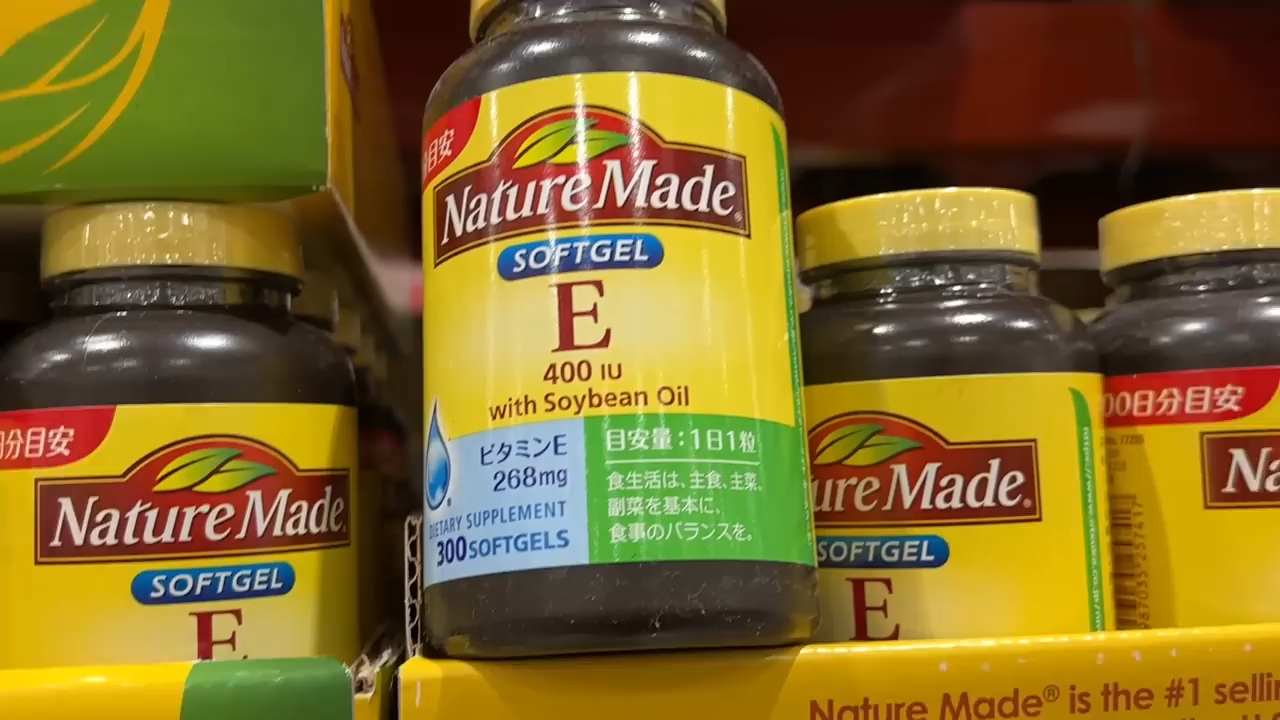 目安
Nature Made®
SOFTGEL
E
400 IU
with Soybean Oil
ビタミンE
268mg
DIETARY SUPPLEMENT
300 SOFTGELS
目安量：1日1粒
食生活は、主食、主菜、
副菜を基本に、
食事のバランスを。
日分目安
Nature Made
SOFTGEL
E
ure Made®
SOFTGEL
E
00日分目安
Na
Nature Made® is the #1 sellin